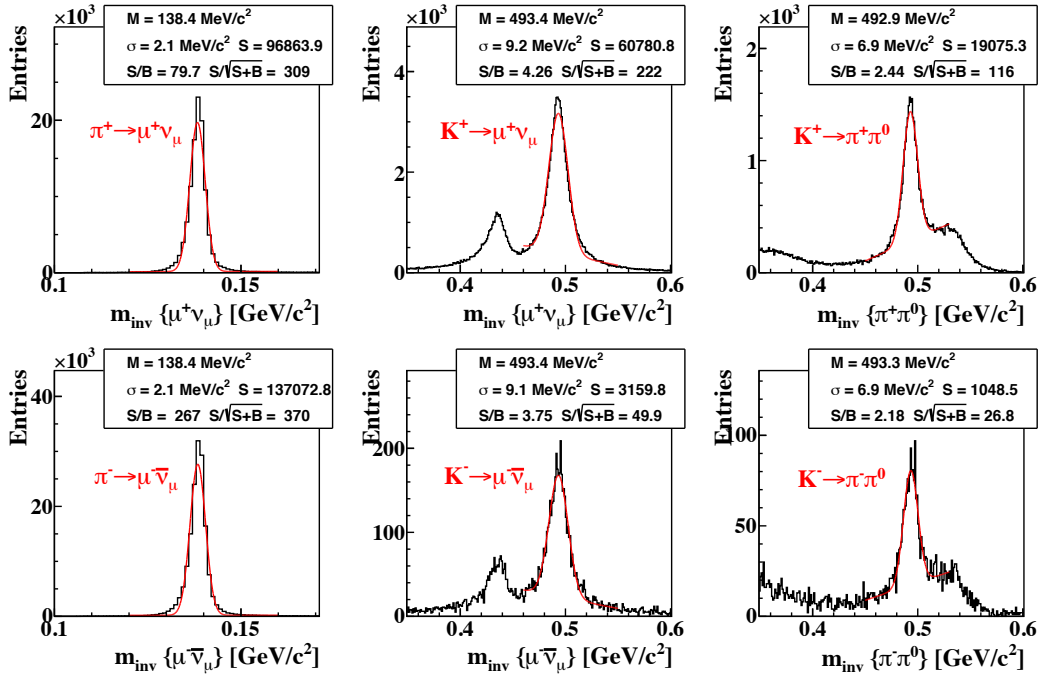 ×10³
Entries
M = 138.4 MeV/c²
σ = 2.1 MeV/c² S = 96863.9
S/B = 79.7 S/√S+B = 309
π⁺→μ⁺ν_μ
20
0
0.1
0.15
m_inv {μ⁺ν_μ} [GeV/c²]
×10³
Entries
M = 493.4 MeV/c²
σ = 9.2 MeV/c² S = 60780.8
S/B = 4.26 S/√S+B = 222
K⁺→μ⁺ν_μ
4
2
0
0.4
0.5
0.6
m_inv {μ⁺ν_μ} [GeV/c²]
×10³
Entries
M = 492.9 MeV/c²
σ = 6.9 MeV/c² S = 19075.3
S/B = 2.44 S/√S+B = 116
K⁺→π⁺π⁰
2
1
0
0.4
0.5
0.6
m_inv {π⁺π⁰} [GeV/c²]
×10³
Entries
M = 138.4 MeV/c²
σ = 2.1 MeV/c² S = 137072.8
S/B = 267 S/√S+B = 370
π⁻→μ⁻ν̅_μ
40
20
0
0.1
0.15
m_inv {μ⁻ν̅_μ} [GeV/c²]
Entries
M = 493.4 MeV/c²
σ = 9.1 MeV/c² S = 3159.8
S/B = 3.75 S/√S+B = 49.9
K⁻→μ⁻ν̅_μ
200
100
0
0.4
0.5
0.6
m_inv {μ⁻ν̅_μ} [GeV/c²]
Entries
M = 493.3 MeV/c²
σ = 6.9 MeV/c² S = 1048.5
S/B = 2.18 S/√S+B = 26.8
K⁻→π⁻π⁰
100
50
0
0.4
0.5
0.6
m_inv {π⁻π⁰} [GeV/c²]